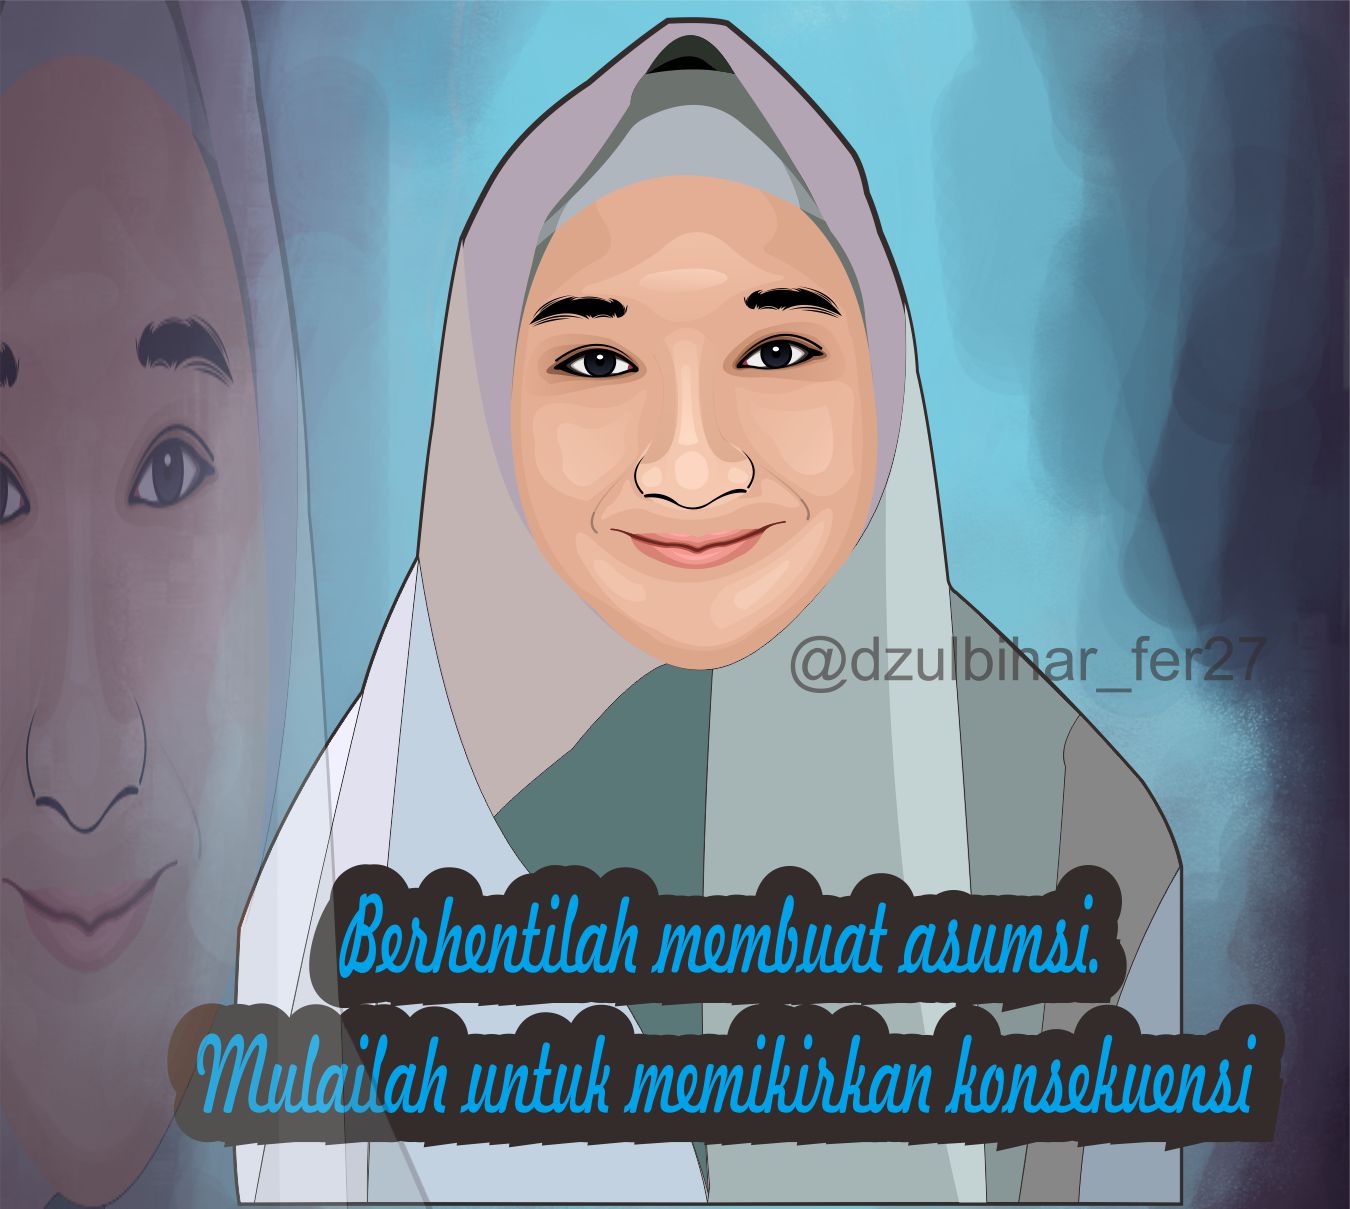 @dzulbihar_fer27
Berhentilah membuat asumsi.
Mulailah untuk memikirkan konsekuensi